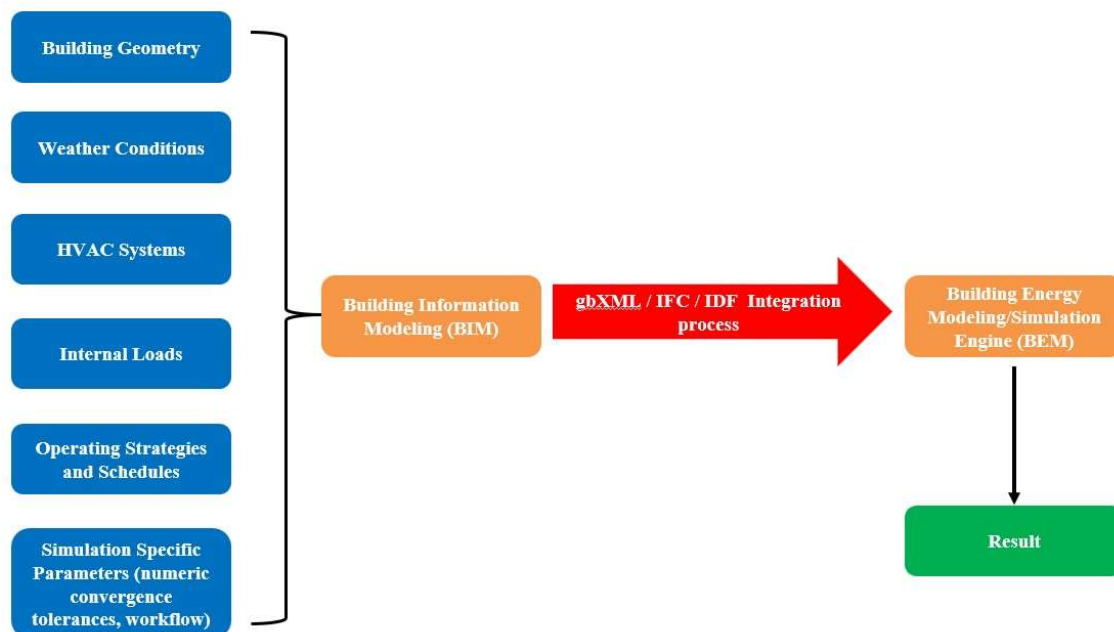 Building Geometry
Weather Conditions
HVAC Systems
Internal Loads
Operating Strategies
and Schedules
Simulation Specific
Parameters (numeric
convergence
tolerances, workflow)
Building Information
Modeling (BIM)
gbXML / IFC / IDF Integration
process
Building Energy
Modeling/Simulation
Engine (BEM)
Result